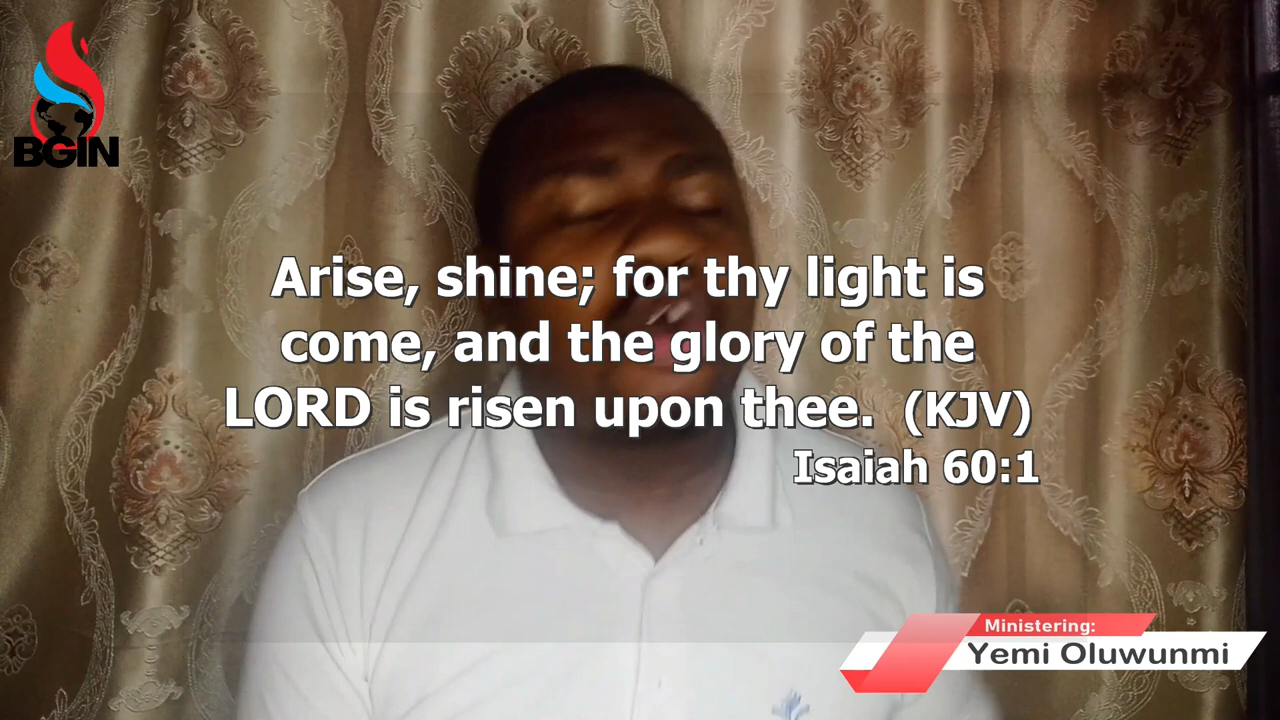 BGIN
Arise, shine; for thy light is
come, and the glory of the
LORD is risen upon thee. (KJV)
Isaiah 60:1
Ministering:
Yemi Oluwunmi